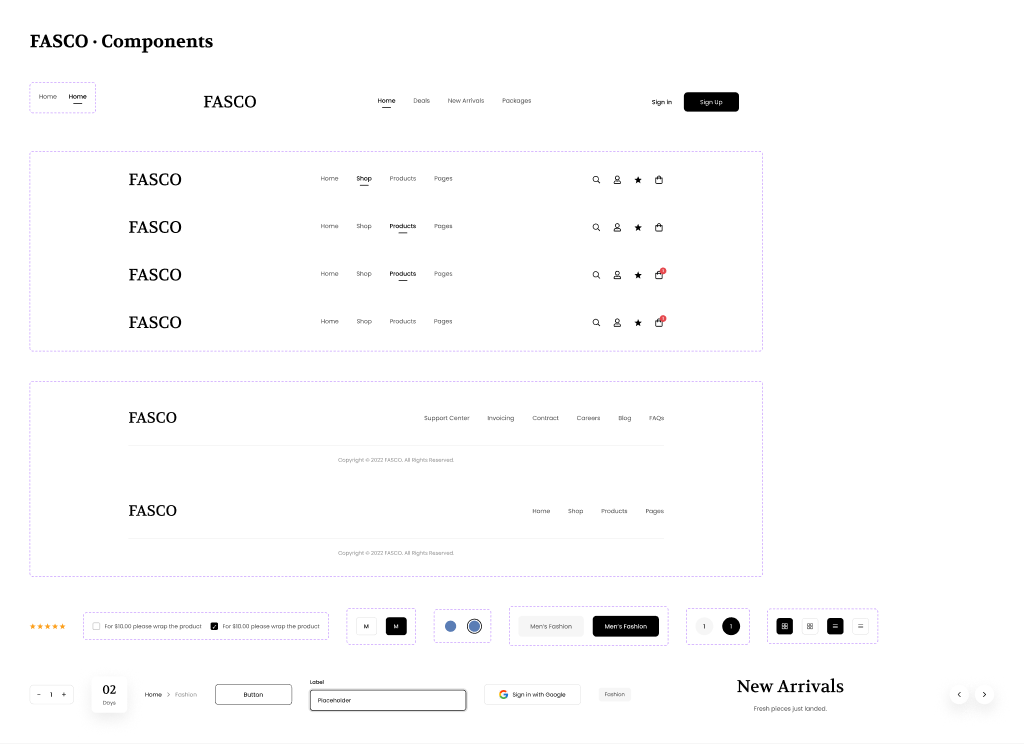 FASCO · Components
Home Home
FASCO Home Deals New Arrivals Packages Sign in Sign Up
FASCO Home Shop Products Pages
FASCO Home Shop Products Pages
FASCO Home Shop Products Pages
FASCO Home Shop Products Pages
FASCO Support Center Invoicing Contract Careers Blog FAQs
Copyright © 2022 FASCO. All Rights Reserved.
FASCO Home Shop Products Pages
Copyright © 2022 FASCO. All Rights Reserved.
For $10.00 please wrap the product For $10.00 please wrap the product M M Men's Fashion Men's Fashion 1 1
- 1 + 02 Days Home > Fashion Button Label Placeholder Sign in with Google Fashion New Arrivals
Fresh pieces just landed.